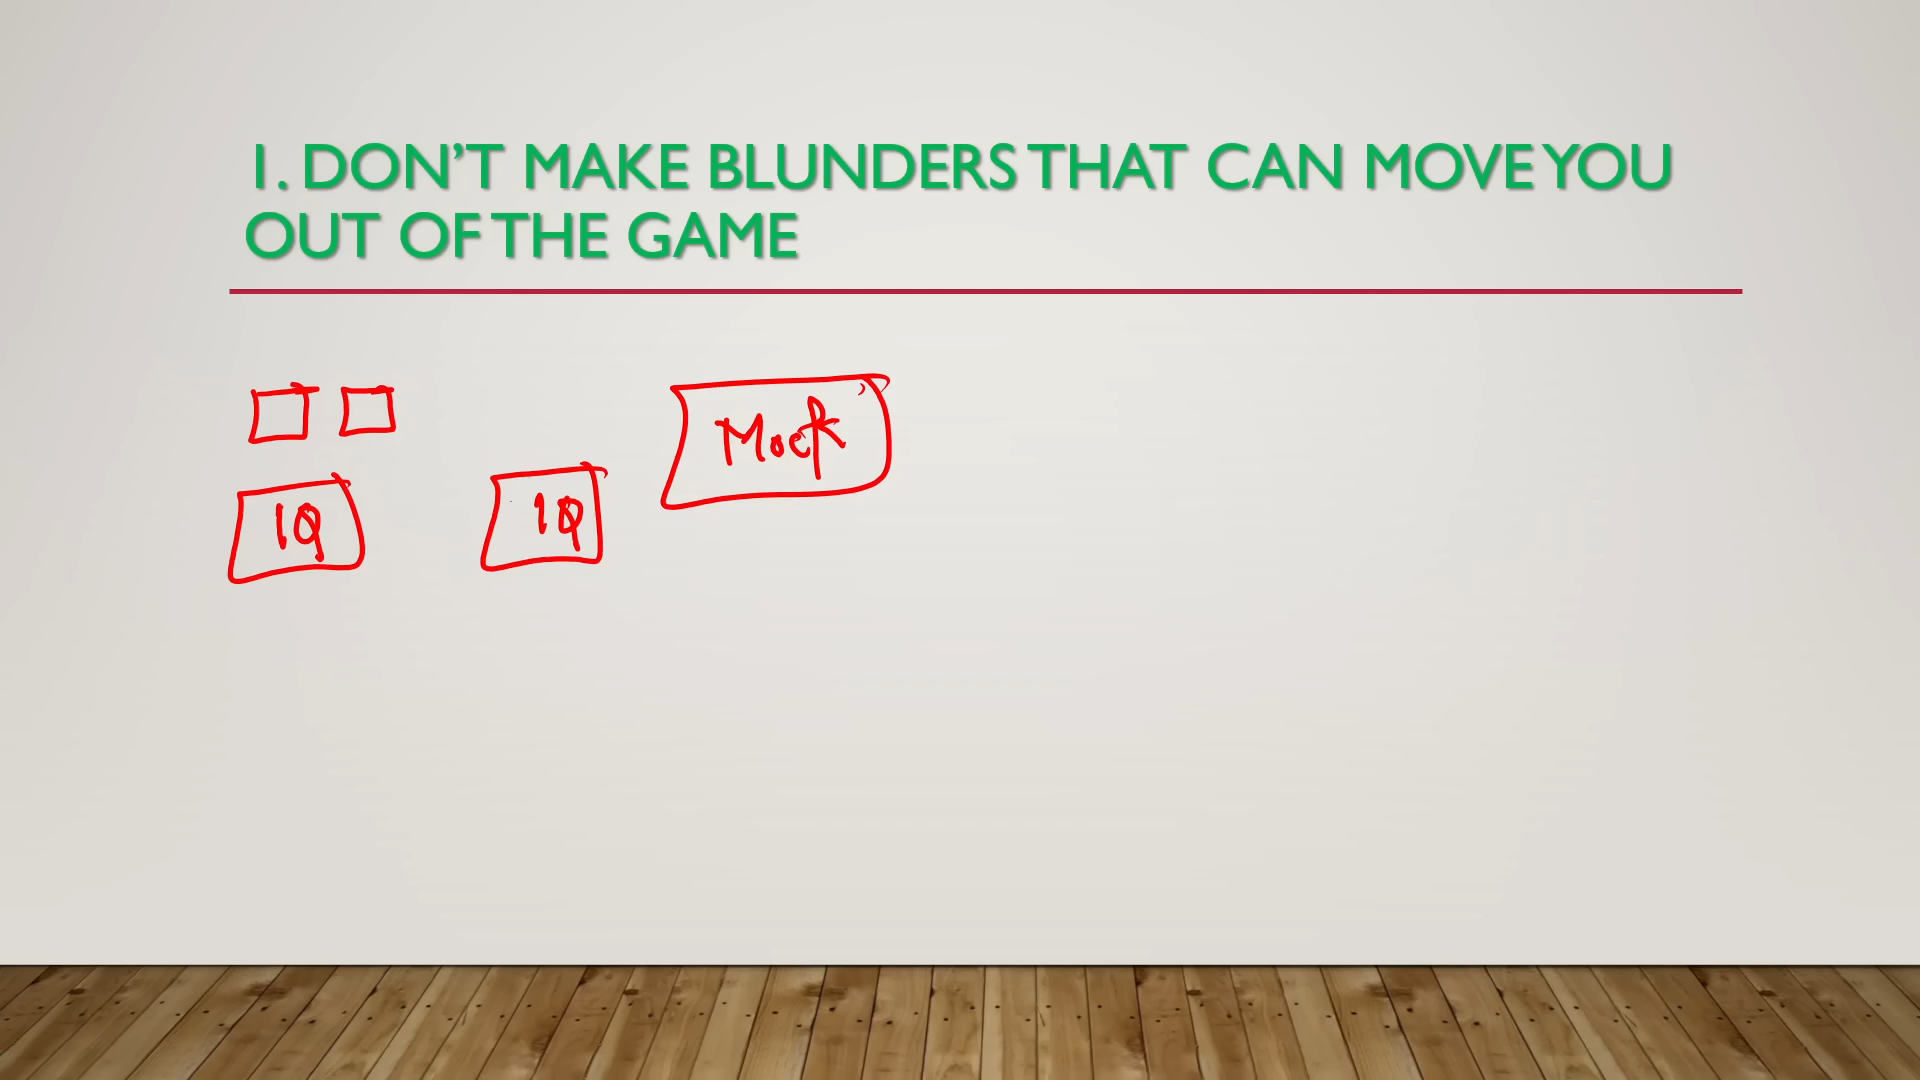 1. DON'T MAKE BLUNDERS THAT CAN MOVE YOU
OUT OF THE GAME
Mock
1Q
1Q